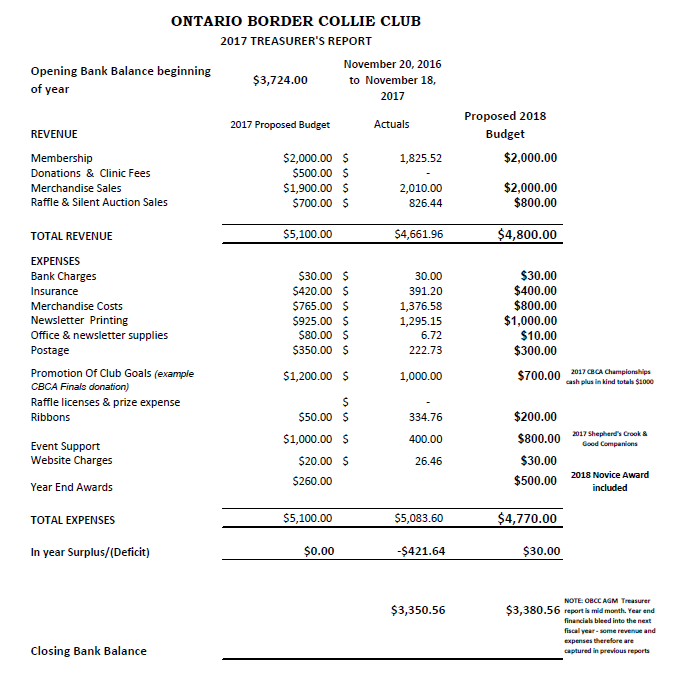 ONTARIO BORDER COLLIE CLUB
2017 TREASURER'S REPORT
Opening Bank Balance beginning of year $3,724.00 November 20, 2016 to November 18, 2017
REVENUE 2017 Proposed Budget Actuals Proposed 2018 Budget
Membership $2,000.00 $ 1,825.52 $2,000.00
Donations & Clinic Fees $500.00 $ -
Merchandise Sales $1,900.00 $ 2,010.00 $2,000.00
Raffle & Silent Auction Sales $700.00 $ 826.44 $800.00
TOTAL REVENUE $5,100.00 $4,661.96 $4,800.00
EXPENSES
Bank Charges $30.00 $ 30.00 $30.00
Insurance $420.00 $ 391.20 $400.00
Merchandise Costs $765.00 $ 1,376.58 $800.00
Newsletter Printing $925.00 $ 1,295.15 $1,000.00
Office & newsletter supplies $80.00 $ 6.72 $10.00
Postage $350.00 $ 222.73 $300.00
Promotion Of Club Goals (example CBCA Finals donation) $1,200.00 $ 1,000.00 $700.00 2017 CBCA Championships cash plus in kind totals $1000
Raffle licenses & prize expense $ -
Ribbons $50.00 $ 334.76 $200.00
Event Support $1,000.00 $ 400.00 $800.00 2017 Shepherd's Crook & Good Companions
Website Charges $20.00 $ 26.46 $30.00
Year End Awards $260.00 $500.00 2018 Novice Award included
TOTAL EXPENSES $5,100.00 $5,083.60 $4,770.00
In year Surplus/(Deficit) $0.00 -$421.64 $30.00
$3,350.56 $3,380.56
NOTE: OBCC AGM Treasurer
report is mid month. Year end
financials bleed into the next
fiscal year - some revenue and
expenses therefore are
captured in previous reports
Closing Bank Balance